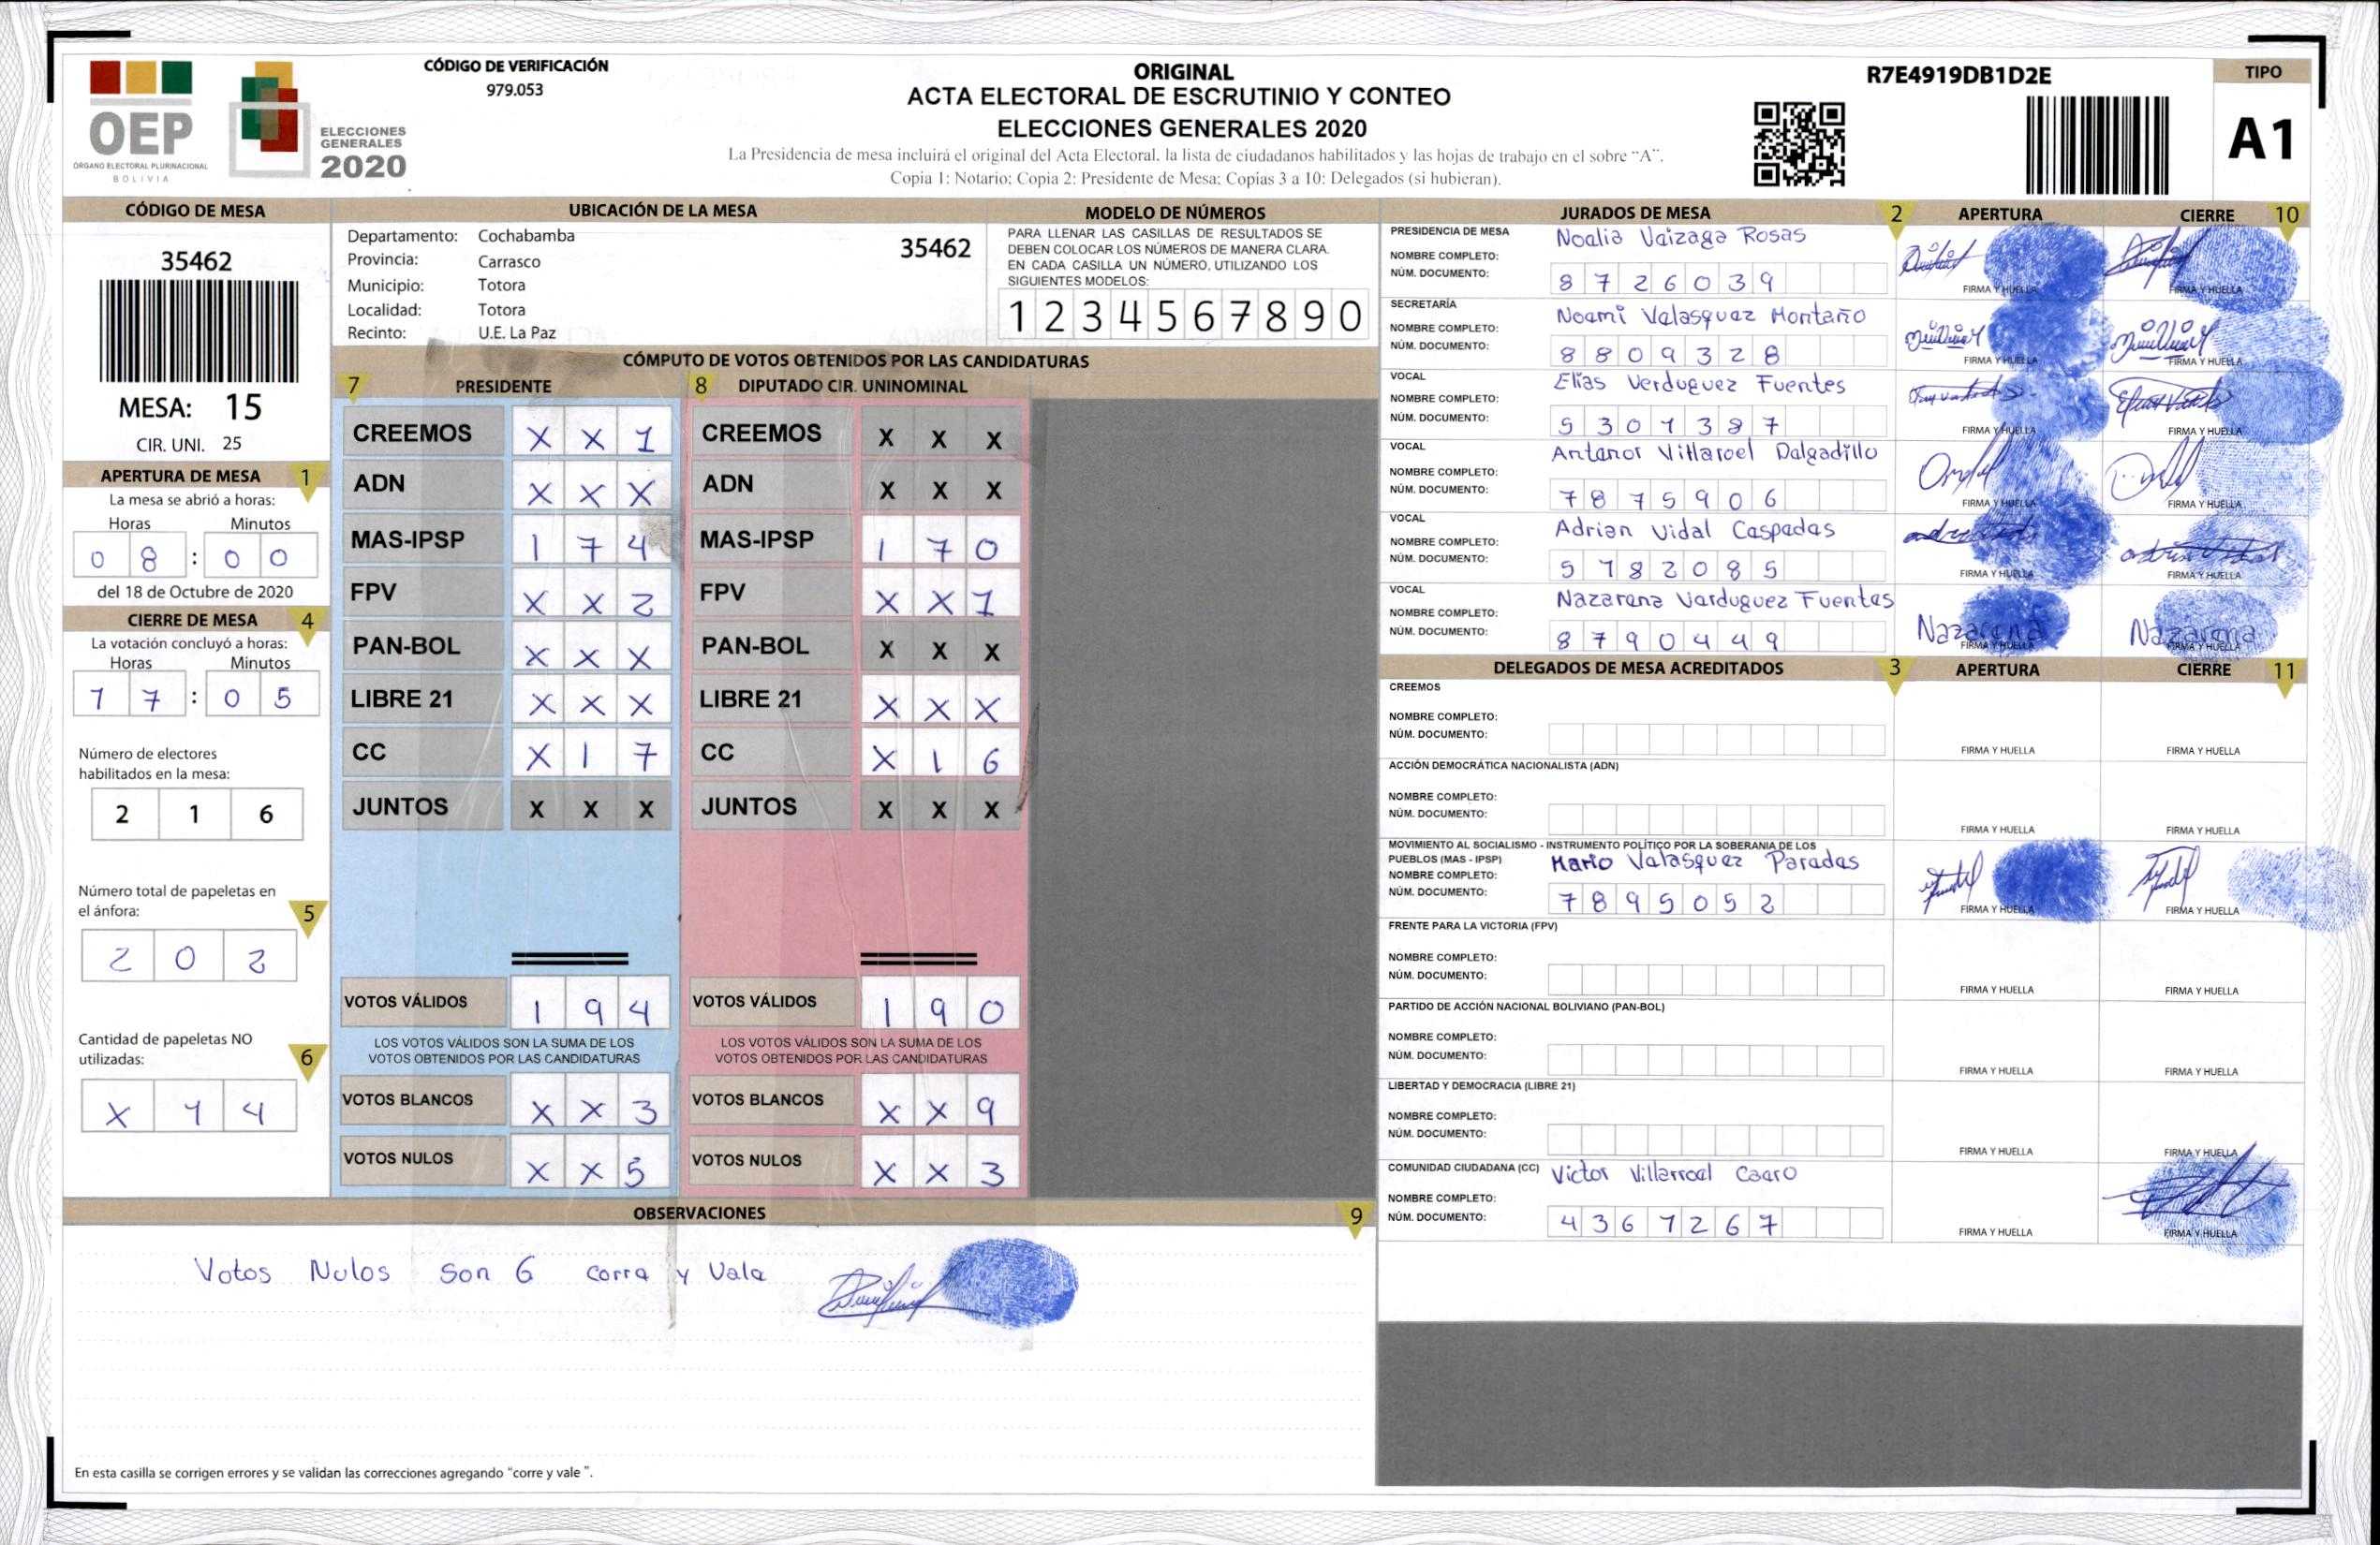 CÓDIGO DE VERIFICACIÓN
979.053
OEP
ÓRGANO ELECTORAL PLURINACIONAL
BOLIVIA
ELECCIONES
GENERALES
2020
ORIGINAL
ACTA ELECTORAL DE ESCRUTINIO Y CONTEO
ELECCIONES GENERALES 2020
La Presidencia de mesa incluirá el original del Acta Electoral, la lista de ciudadanos habilitados y las hojas de trabajo en el sobre “A”.
Copia 1: Notario; Copia 2: Presidente de Mesa; Copias 3 a 10: Delegados (si hubieran).
R7E4919DB1D2E
TIPO
A1
CÓDIGO DE MESA
35462
MESA: 15
CIR. UNI. 25
APERTURA DE MESA 1
La mesa se abrió a horas:
Horas Minutos
0 8 : 0 0
del 18 de Octubre de 2020
CIERRE DE MESA 4
La votación concluyó a horas:
Horas Minutos
1 7 : 0 5
Número de electores
habilitados en la mesa:
2 1 6
Número total de papeletas en
el ánfora: 5
2 0 2
Cantidad de papeletas NO
utilizadas: 6
X 1 4
UBICACIÓN DE LA MESA
Departamento: Cochabamba 35462
Provincia: Carrasco
Municipio: Totora
Localidad: Totora
Recinto: U.E. La Paz
MODELO DE NÚMEROS
PARA LLENAR LAS CASILLAS DE RESULTADOS SE
DEBEN COLOCAR LOS NÚMEROS DE MANERA CLARA.
EN CADA CASILLA UN NÚMERO, UTILIZANDO LOS
SIGUIENTES MODELOS:
1 2 3 4 5 6 7 8 9 0
CÓMPUTO DE VOTOS OBTENIDOS POR LAS CANDIDATURAS
7 PRESIDENTE 8 DIPUTADO CIR. UNINOMINAL
CREEMOS X X 1 CREEMOS X X X
ADN X X X ADN X X X
MAS-IPSP 1 7 4 MAS-IPSP 1 7 0
FPV X X 2 FPV X X 1
PAN-BOL X X X PAN-BOL X X X
LIBRE 21 X X X LIBRE 21 X X X
CC X 1 7 CC X 1 6
JUNTOS X X X JUNTOS X X X
VOTOS VÁLIDOS 1 9 4 VOTOS VÁLIDOS 1 9 0
LOS VOTOS VÁLIDOS SON LA SUMA DE LOS LOS VOTOS VÁLIDOS SON LA SUMA DE LOS
VOTOS OBTENIDOS POR LAS CANDIDATURAS VOTOS OBTENIDOS POR LAS CANDIDATURAS
VOTOS BLANCOS X X 3 VOTOS BLANCOS X X 9
VOTOS NULOS X X 5 VOTOS NULOS X X 3
OBSERVACIONES 9
Votos Nulos son 6 corra y Vala
En esta casilla se corrigen errores y se validan las correcciones agregando “corre y vale”.
JURADOS DE MESA 2 APERTURA CIERRE 10
PRESIDENCIA DE MESA Noalia Vaizaga Rosas
NOMBRE COMPLETO:
NÚM. DOCUMENTO: 8 7 2 6 0 3 9
FIRMA Y HUELLA FIRMA Y HUELLA
SECRETARÍA Noami Valasquez Montaño
NOMBRE COMPLETO:
NÚM. DOCUMENTO: 8 8 0 9 3 2 8
FIRMA Y HUELLA FIRMA Y HUELLA
VOCAL Elias Verduguez Fuentes
NOMBRE COMPLETO:
NÚM. DOCUMENTO: 5 3 0 1 3 8 7
FIRMA Y HUELLA FIRMA Y HUELLA
VOCAL Antanor Villaroel Dalgadillo
NOMBRE COMPLETO:
NÚM. DOCUMENTO: 7 8 7 5 9 0 6
FIRMA Y HUELLA FIRMA Y HUELLA
VOCAL Adrian Vidal Caspadas
NOMBRE COMPLETO:
NÚM. DOCUMENTO: 5 7 8 2 0 8 5
FIRMA Y HUELLA FIRMA Y HUELLA
VOCAL Nazarena Varduguez Fuentas
NOMBRE COMPLETO:
NÚM. DOCUMENTO: 8 7 9 0 4 4 9
Nazarena Nazarena
FIRMA Y HUELLA FIRMA Y HUELLA
DELEGADOS DE MESA ACREDITADOS 3 APERTURA CIERRE 11
CREEMOS
NOMBRE COMPLETO:
NÚM. DOCUMENTO:
FIRMA Y HUELLA FIRMA Y HUELLA
ACCIÓN DEMOCRÁTICA NACIONALISTA (ADN)
NOMBRE COMPLETO:
NÚM. DOCUMENTO:
FIRMA Y HUELLA FIRMA Y HUELLA
MOVIMIENTO AL SOCIALISMO - INSTRUMENTO POLÍTICO POR LA SOBERANIA DE LOS
PUEBLOS (MAS - IPSP) Mario Valasquez Paradas
NOMBRE COMPLETO:
NÚM. DOCUMENTO: 7 8 9 5 0 5 2
FIRMA Y HUELLA FIRMA Y HUELLA
FRENTE PARA LA VICTORIA (FPV)
NOMBRE COMPLETO:
NÚM. DOCUMENTO:
FIRMA Y HUELLA FIRMA Y HUELLA
PARTIDO DE ACCIÓN NACIONAL BOLIVIANO (PAN-BOL)
NOMBRE COMPLETO:
NÚM. DOCUMENTO:
FIRMA Y HUELLA FIRMA Y HUELLA
LIBERTAD Y DEMOCRACIA (LIBRE 21)
NOMBRE COMPLETO:
NÚM. DOCUMENTO:
FIRMA Y HUELLA FIRMA Y HUELLA
COMUNIDAD CIUDADANA (CC) Victor Villarroal Caaro
NOMBRE COMPLETO:
NÚM. DOCUMENTO: 4 3 6 1 2 6 7
FIRMA Y HUELLA FIRMA Y HUELLA